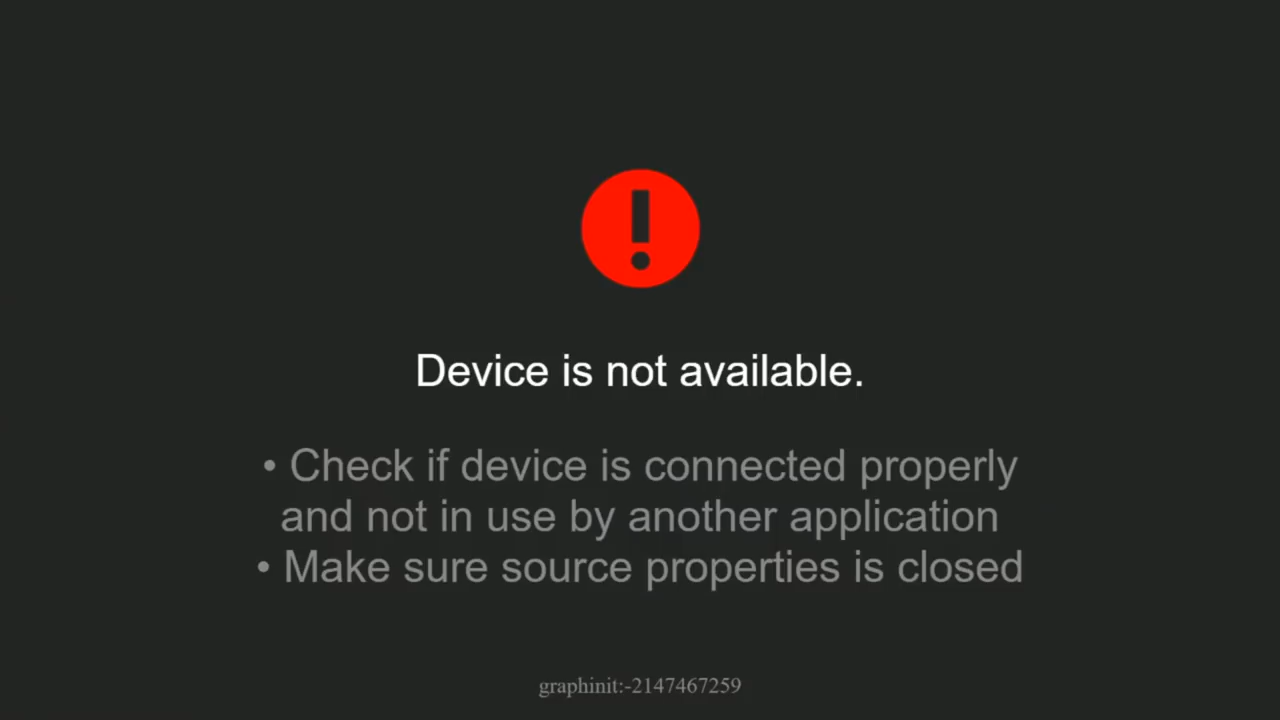 Device is not available.
• Check if device is connected properly
and not in use by another application
• Make sure source properties is closed
graphinit:-2147467259